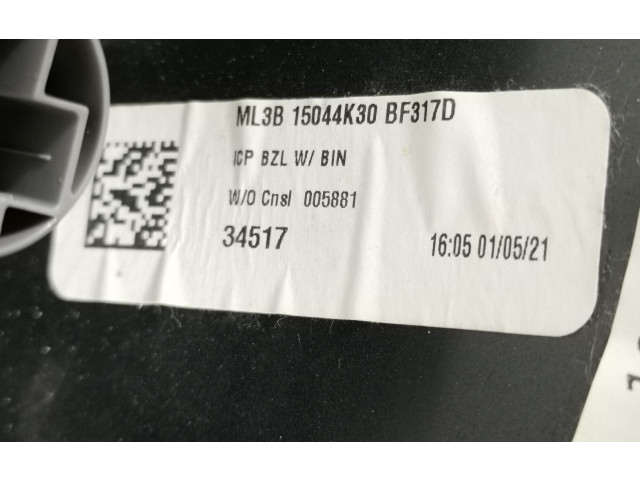 ML3B 15044K30 BF317D
ICP BZL W/ BIN
W/O Cnsl 005881
34517 16:05 01/05/21